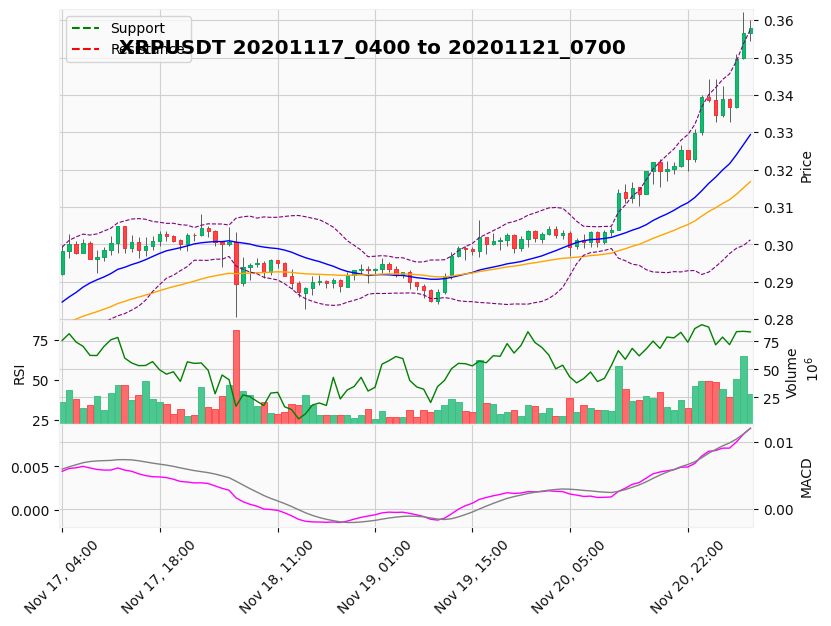 Support
Resistance
XRPUSDT 20201117_0400 to 20201121_0700
0.36
0.35
0.34
0.33
0.32
0.31
0.30
0.29
0.28
Price
75
50
25
RSI
75
50
25
Volume
10^6
0.005
0.000
0.01
0.00
MACD
Nov 17, 04:00
Nov 17, 18:00
Nov 18, 11:00
Nov 19, 01:00
Nov 19, 15:00
Nov 20, 05:00
Nov 20, 22:00